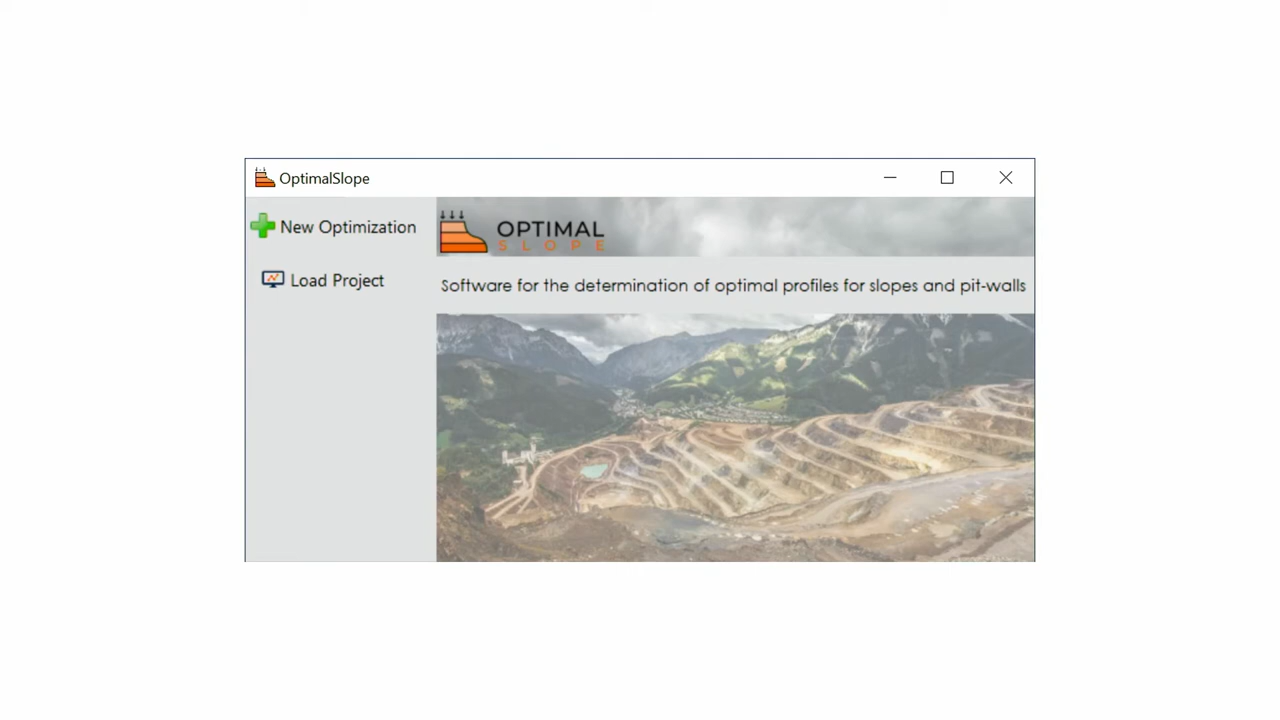 OptimalSlope
New Optimization
Load Project
OPTIMAL
SLOPE
Software for the determination of optimal profiles for slopes and pit-walls